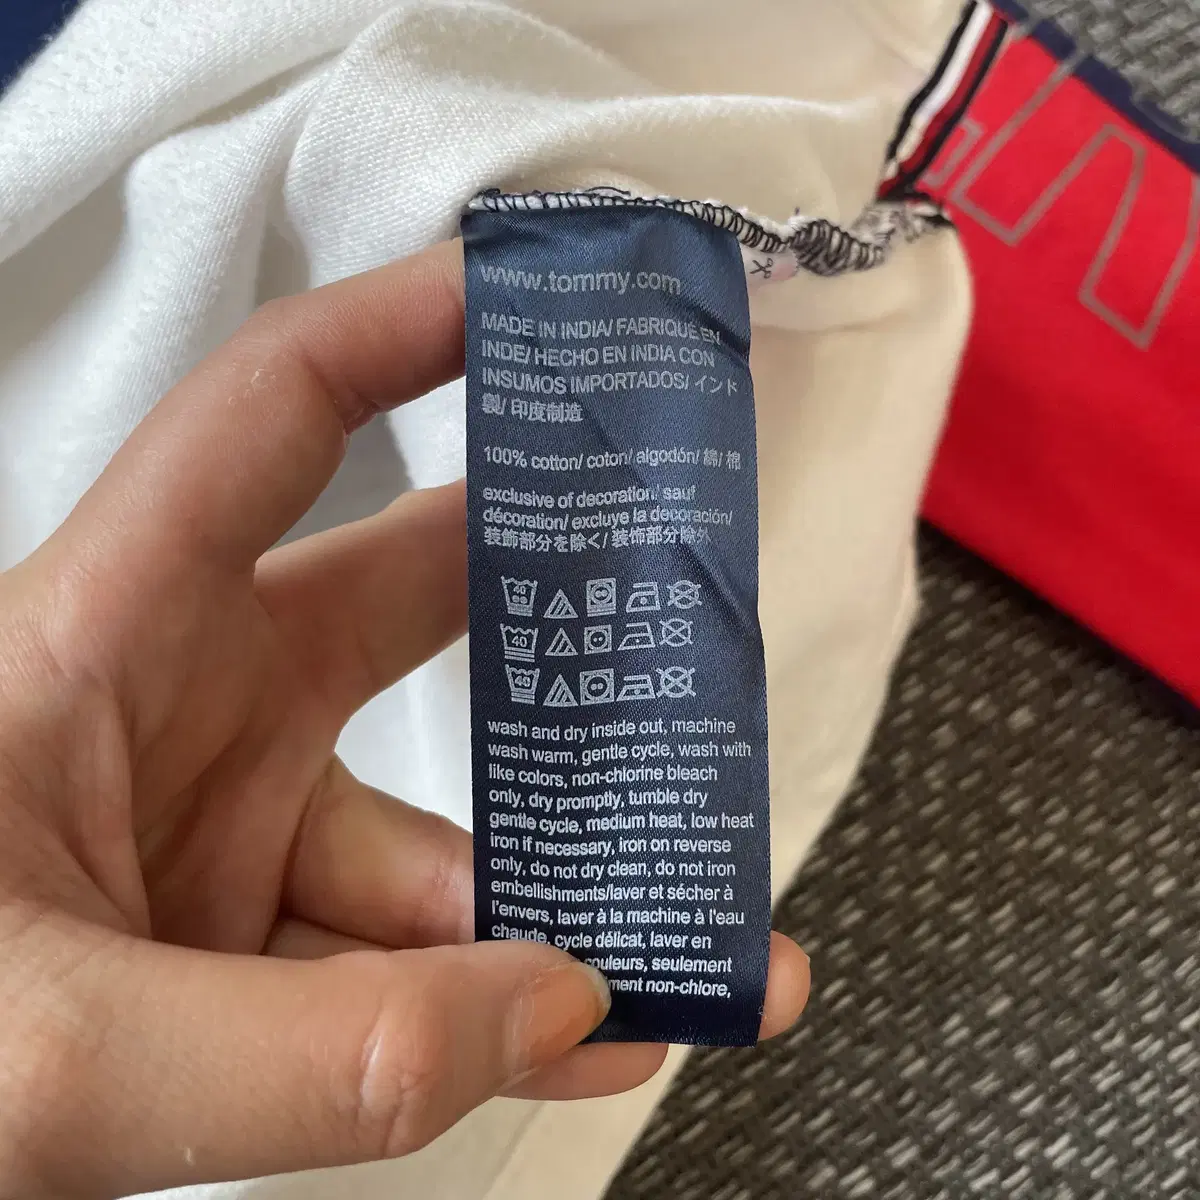 www.tommy.com
MADE IN INDIA/ FABRIQUÉ EN
INDE/ HECHO EN INDIA CON
INSUMOS IMPORTADOS/ インド
製/ 印度制造
100% cotton/ coton/ algodón/ 綿/ 棉
exclusive of decoration/ sauf
décoration/ excluye la decoración/
装飾部分を除く/ 装饰部分除外
40
40
40
wash and dry inside out, machine
wash warm, gentle cycle, wash with
like colors, non-chlorine bleach
only, dry promptly, tumble dry
gentle cycle, medium heat, low heat
iron if necessary, iron on reverse
only, do not dry clean, do not iron
embellishments/laver et sécher à
l'envers, laver à la machine à l'eau
chaude, cycle délicat, laver en
couleurs, seulement
non-chlore,